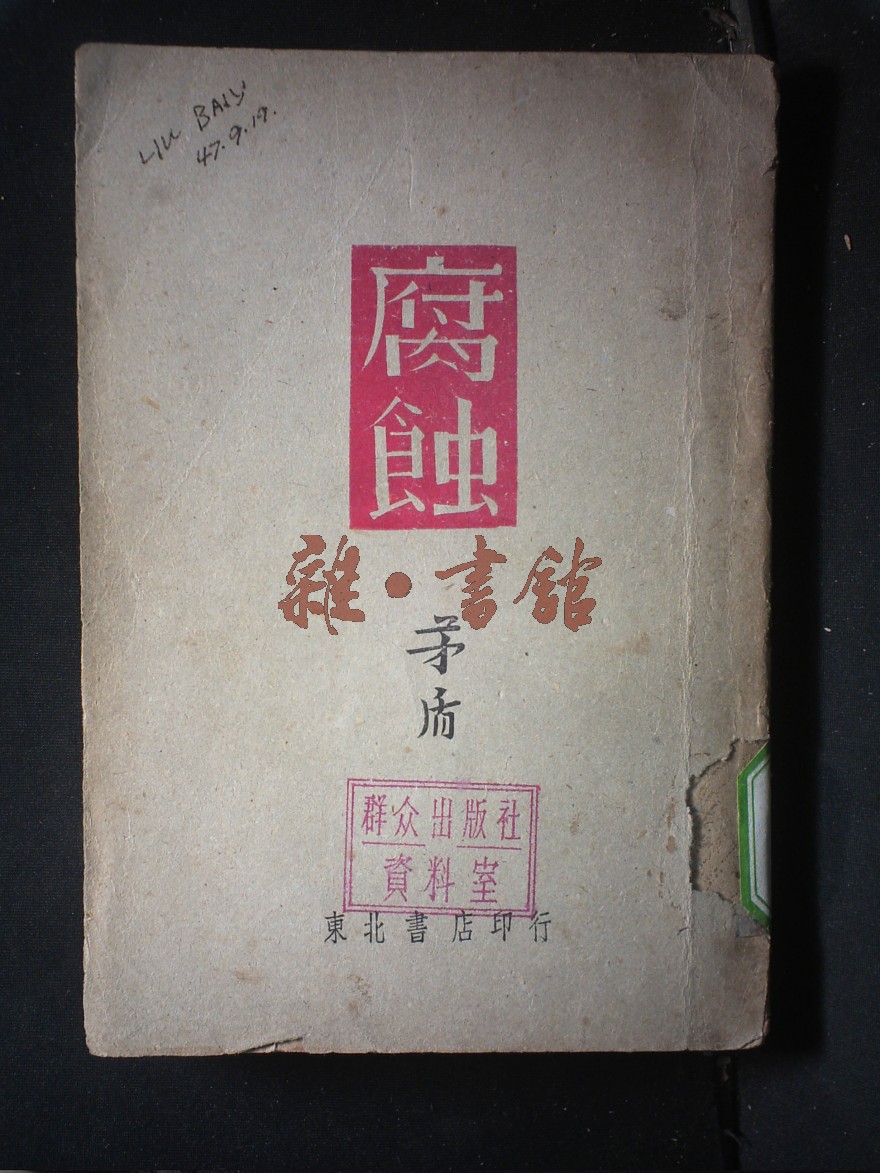 LIU BAIY
47.9.19.
腐
蝕
雜•書館
茅
盾
群众出版社
資料室
東北書店印行